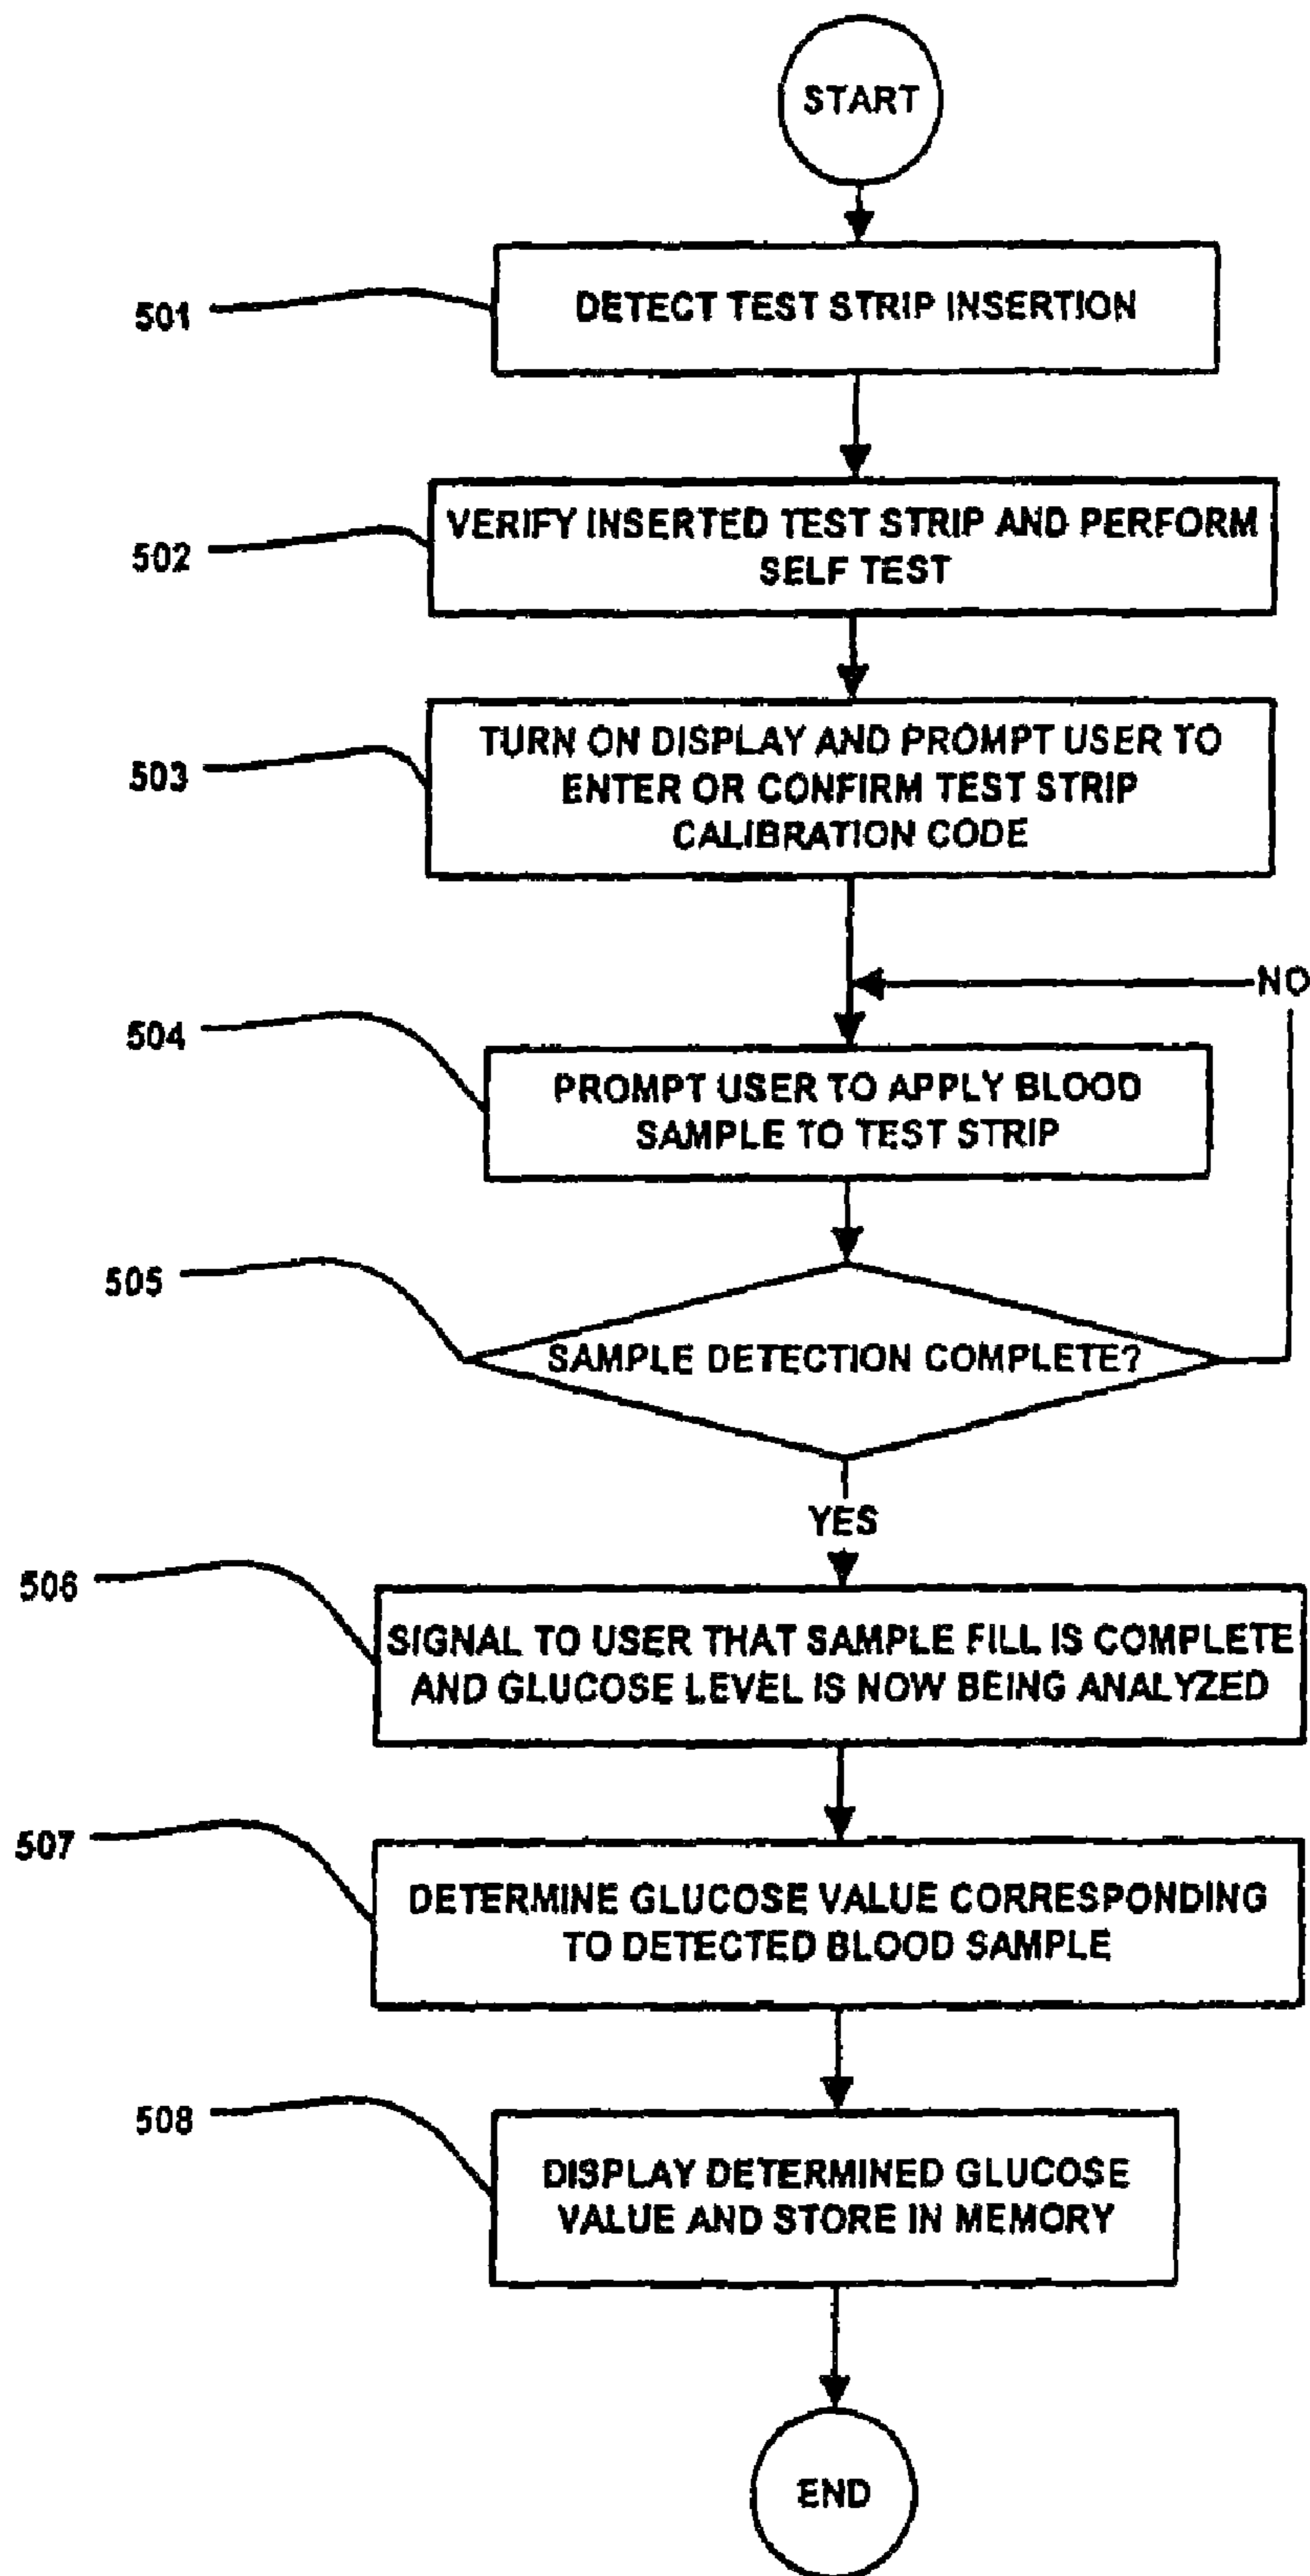 START
501
DETECT TEST STRIP INSERTION
502
VERIFY INSERTED TEST STRIP AND PERFORM
SELF TEST
503
TURN ON DISPLAY AND PROMPT USER TO
ENTER OR CONFIRM TEST STRIP
CALIBRATION CODE
NO
504
PROMPT USER TO APPLY BLOOD
SAMPLE TO TEST STRIP
505
SAMPLE DETECTION COMPLETE?
YES
506
SIGNAL TO USER THAT SAMPLE FILL IS COMPLETE
AND GLUCOSE LEVEL IS NOW BEING ANALYZED
507
DETERMINE GLUCOSE VALUE CORRESPONDING
TO DETECTED BLOOD SAMPLE
508
DISPLAY DETERMINED GLUCOSE
VALUE AND STORE IN MEMORY
END